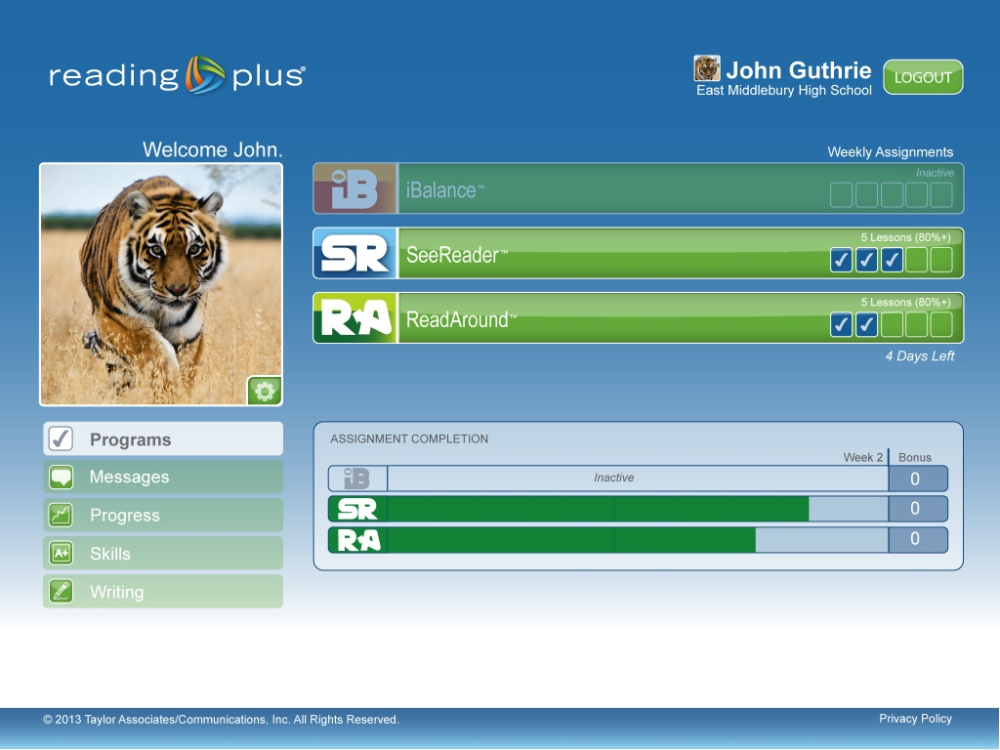 reading plus®
John Guthrie
East Middlebury High School
LOGOUT
Welcome John.
Weekly Assignments
iB
iBalance™
Inactive
SR
SeeReader™
5 Lessons (80%+)
RA
ReadAround™
5 Lessons (80%+)
4 Days Left
Programs
Messages
Progress
A+
Skills
Writing
ASSIGNMENT COMPLETION
Week 2
Bonus
iB
Inactive
0
SR
0
RA
0
© 2013 Taylor Associates/Communications, Inc. All Rights Reserved.
Privacy Policy